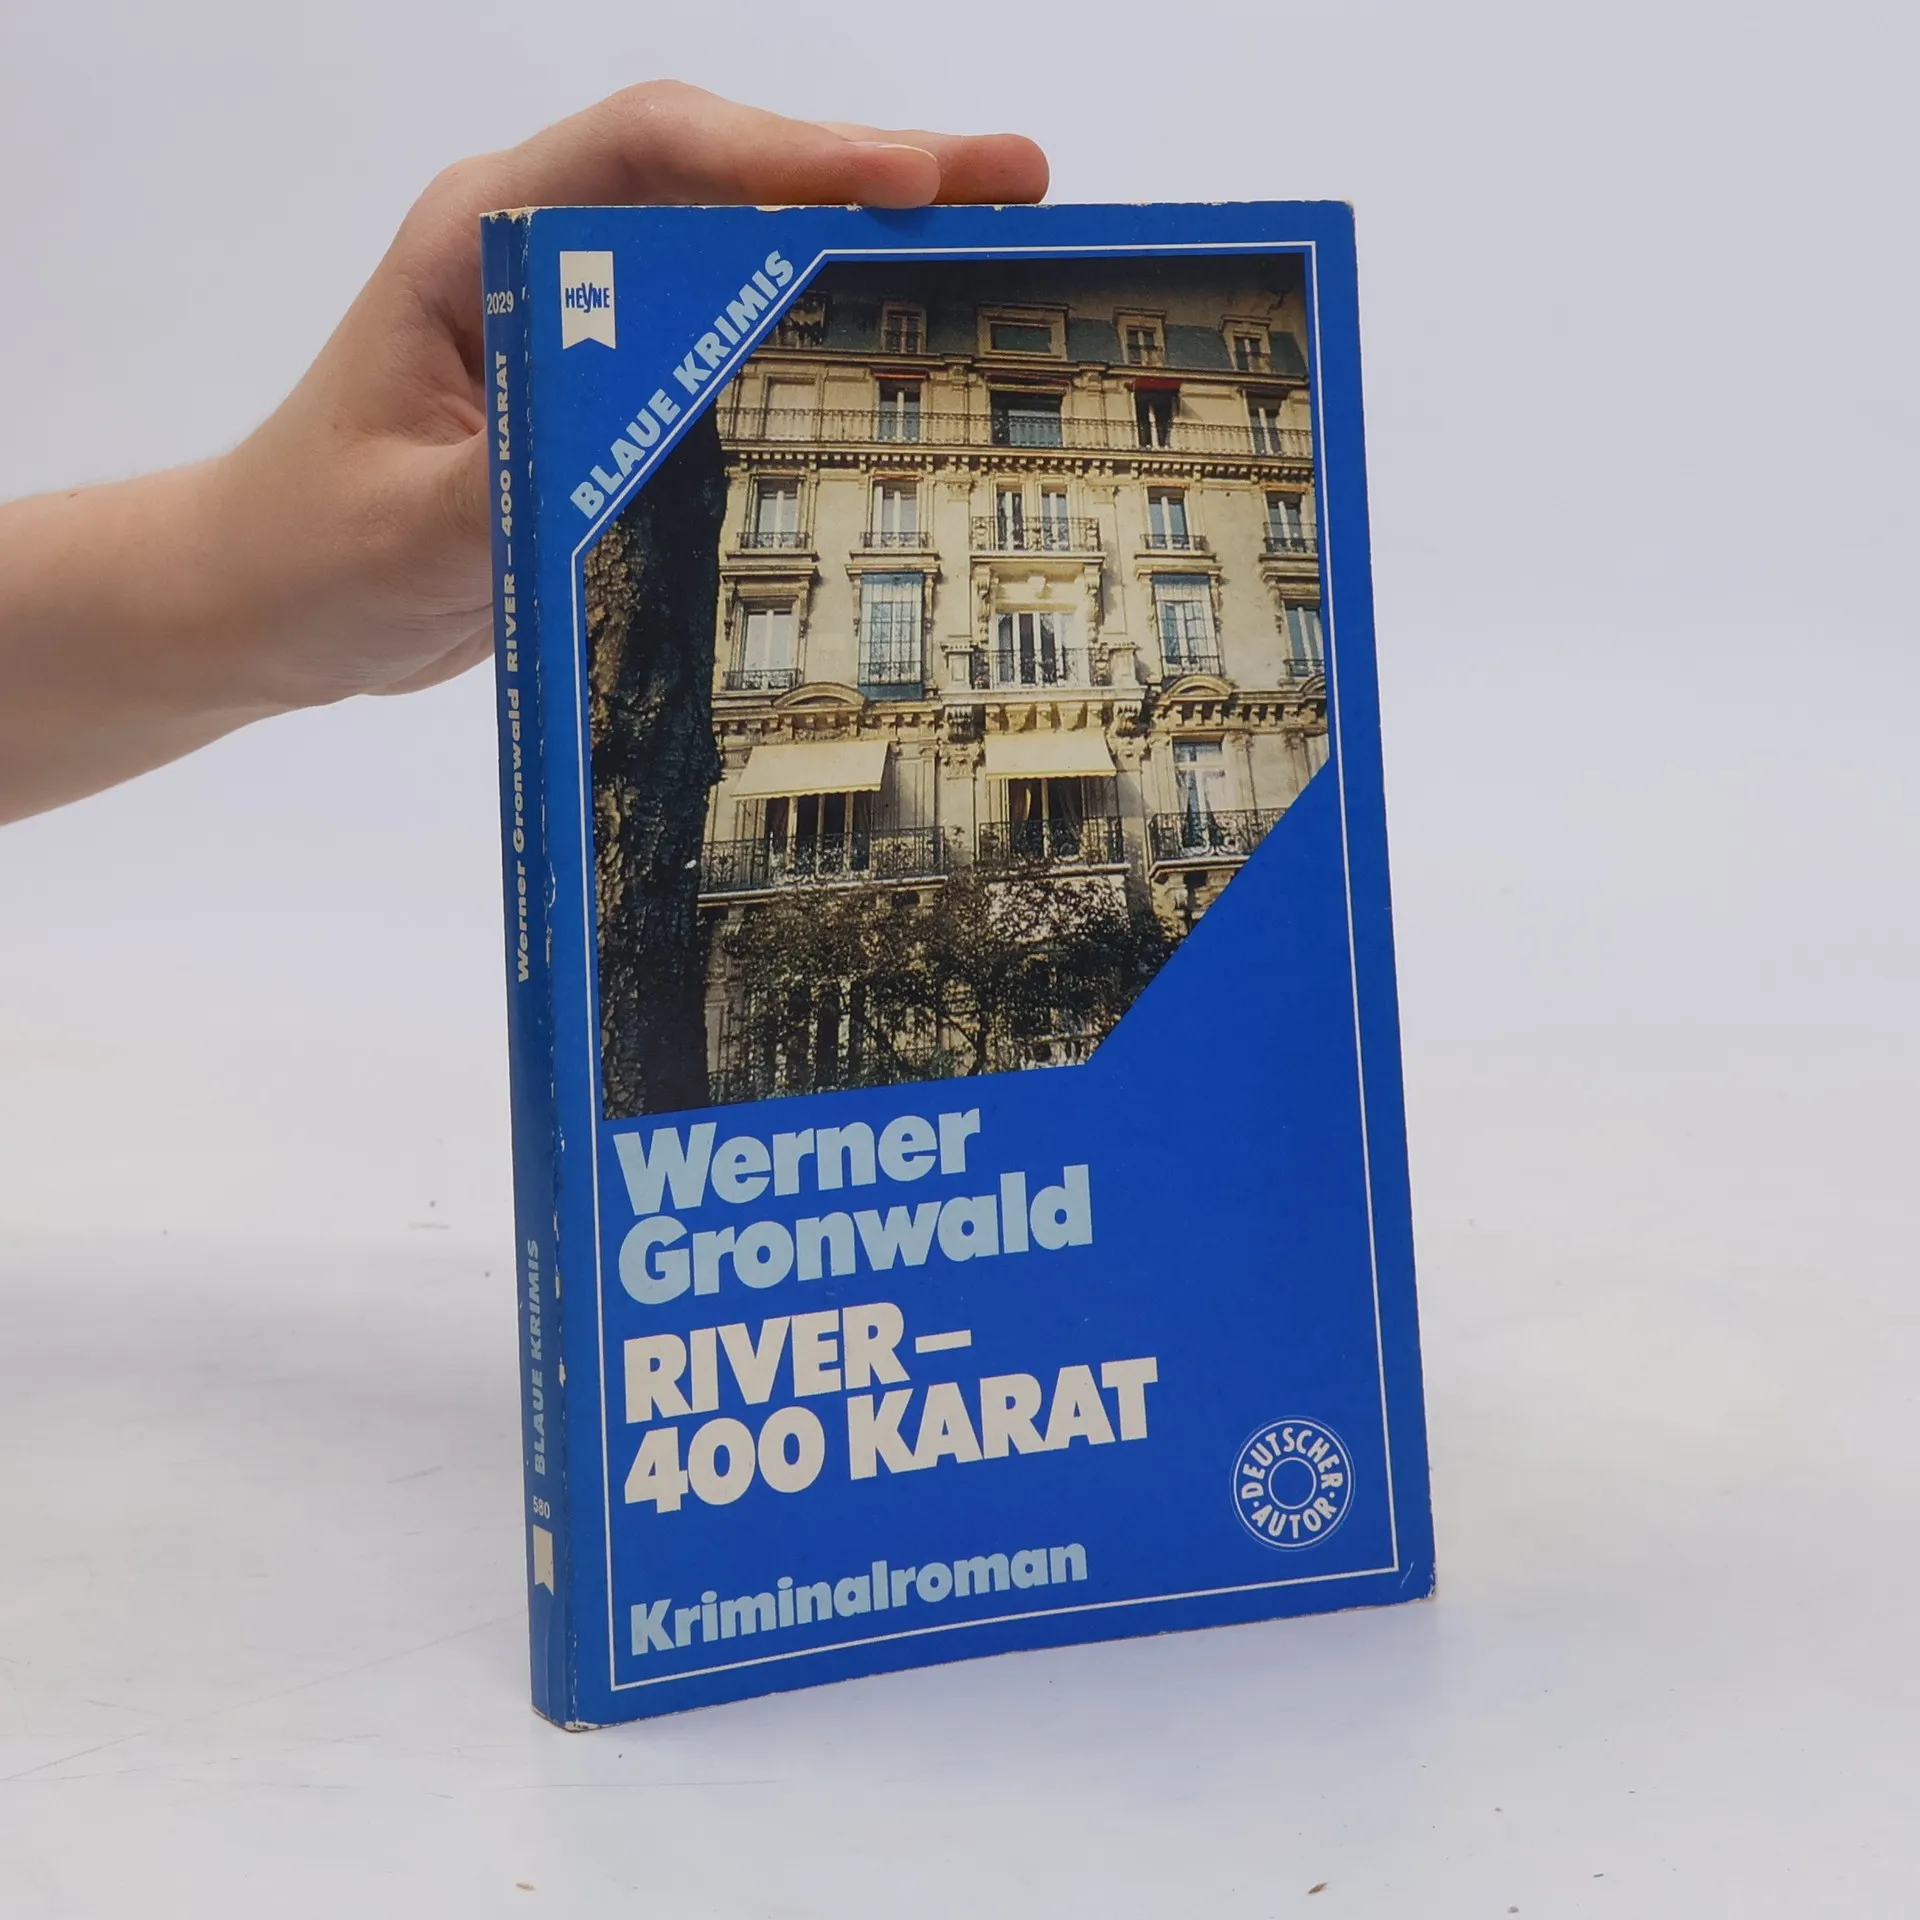 HEYNE
BLAUE KRIMIS
Werner
Gronwald
RIVER–
400 KARAT
Kriminalroman
DEUTSCHER
AUTOR
2029
Werner Gronwald RIVER – 400 KARAT
BLAUE KRIMIS
580